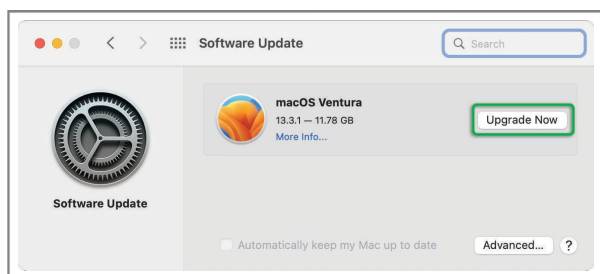 Software Update
Search
macOS Ventura
13.3.1 — 11.78 GB
More Info...
Upgrade Now
Software Update
Automatically keep my Mac up to date
Advanced...
?